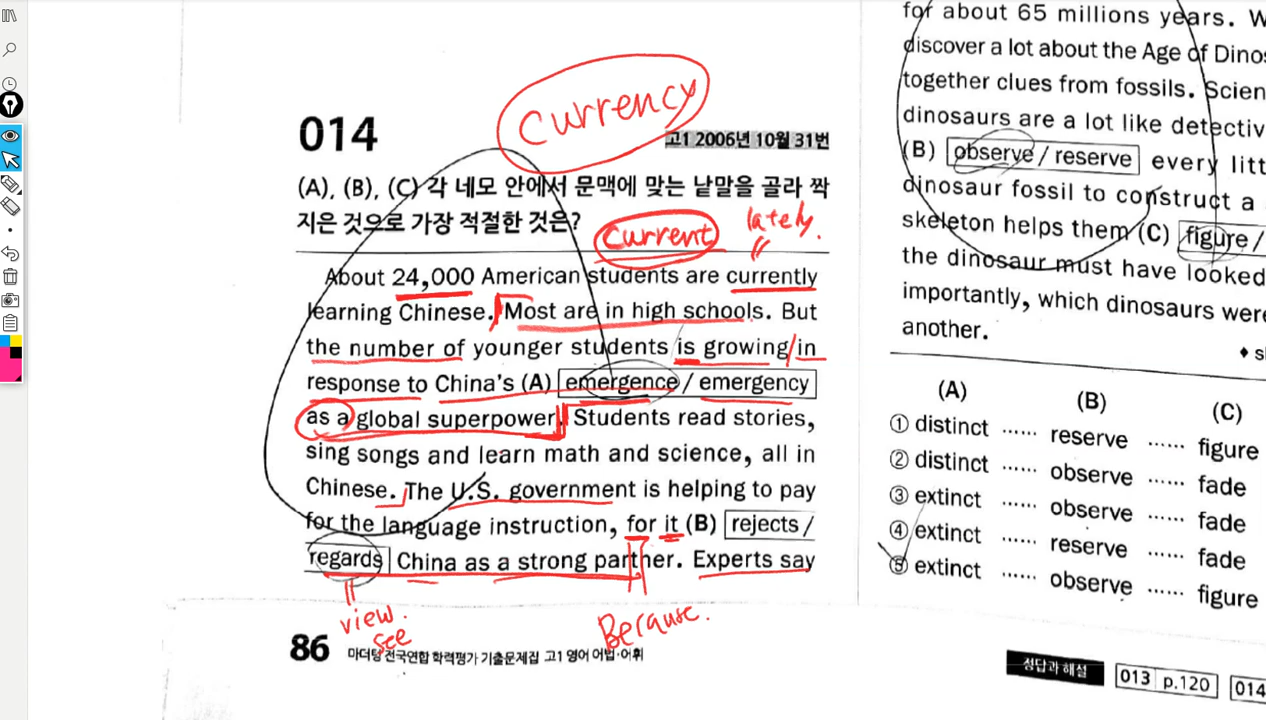 Currency
014
고1 2006년 10월 31번
(A), (B), (C) 각 네모 안에서 문맥에 맞는 낱말을 골라 짝
지은 것으로 가장 적절한 것은?
current
lately.
About 24,000 American students are currently
learning Chinese. Most are in high schools. But
the number of younger students is growing in
response to China's (A) emergence / emergency
as a global superpower. Students read stories,
sing songs and learn math and science, all in
Chinese. The U.S. government is helping to pay
for the language instruction, for it (B) rejects /
regards China as a strong partner. Experts say
view.
see
Because.
86 마더텅 전국연합 학력평가 기출문제집 고1 영어 어법·어휘
for about 65 millions years. W
discover a lot about the Age of Dinos
together clues from fossils. Scien
dinosaurs are a lot like detectiv
(B) observe / reserve every litt
dinosaur fossil to construct a
skeleton helps them (C) figure /
the dinosaur must have looked
importantly, which dinosaurs were
another.
(A) (B) (C)
① distinct ...... reserve ...... figure
② distinct ...... observe ...... fade
③ extinct ...... observe ...... fade
④ extinct ...... reserve ...... fade
⑤ extinct ...... observe ...... figure
정답과 해설 013 p.120 014